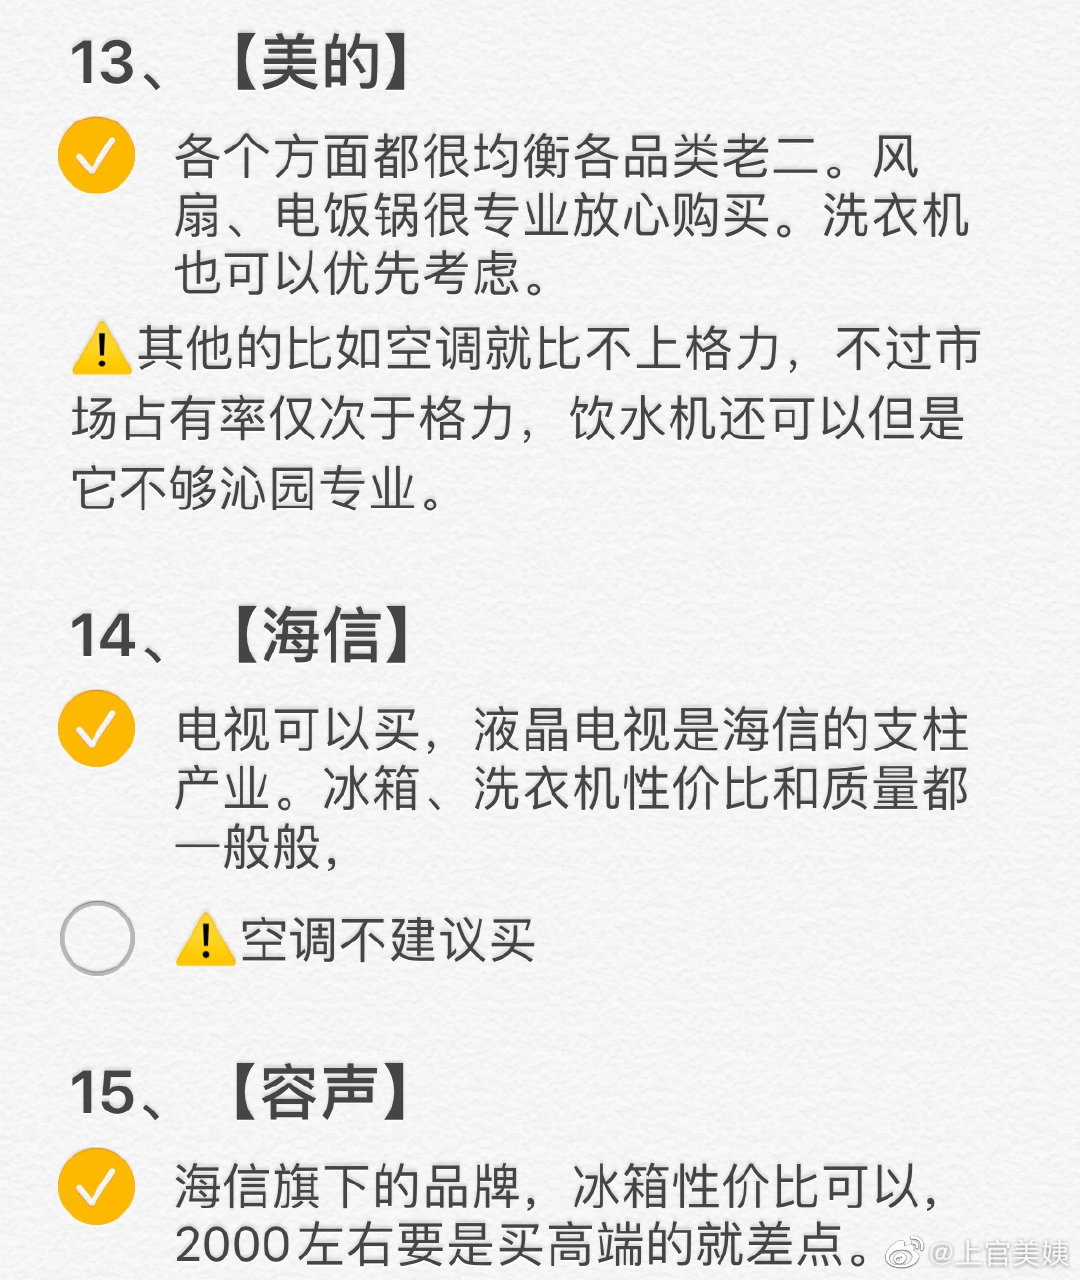 13、【美的】
各个方面都很均衡各品类老二。风
扇、电饭锅很专业放心购买。洗衣机
也可以优先考虑。
⚠️其他的比如空调就比不上格力，不过市
场占有率仅次于格力，饮水机还可以但是
它不够沁园专业。
14、【海信】
电视可以买，液晶电视是海信的支柱
产业。冰箱、洗衣机性价比和质量都
一般般，
⚠️空调不建议买
15、【容声】
海信旗下的品牌，冰箱性价比可以，
2000左右要是买高端的就差点。
@上官美姨